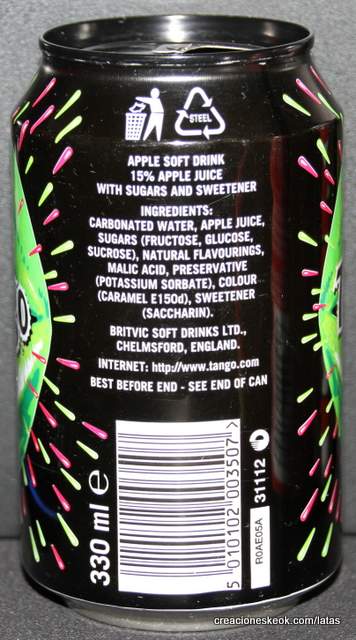 STEEL
APPLE SOFT DRINK
15% APPLE JUICE
WITH SUGARS AND SWEETENER
INGREDIENTS:
CARBONATED WATER, APPLE JUICE,
SUGARS (FRUCTOSE, GLUCOSE,
SUCROSE), NATURAL FLAVOURINGS,
MALIC ACID, PRESERVATIVE
(POTASSIUM SORBATE), COLOUR
(CARAMEL E150d), SWEETENER
(SACCHARIN).
BRITVIC SOFT DRINKS LTD.,
CHELMSFORD, ENGLAND.
INTERNET: http://www.tango.com
BEST BEFORE END - SEE END OF CAN
330 ml e
5 010102 003507 >
31112
R0AE05A
creacioneskeok.com/latas